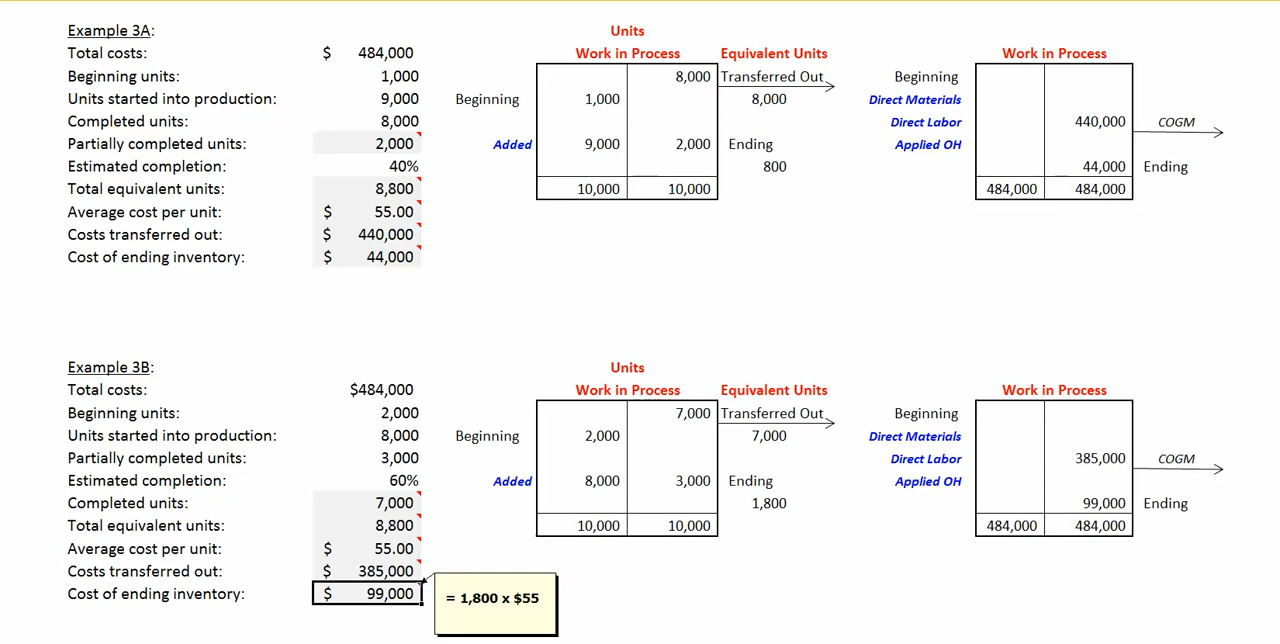 Example 3A: Units
Total costs: $ 484,000 Work in Process Equivalent Units Work in Process
Beginning units: 1,000 8,000 Transferred Out Beginning
Units started into production: 9,000 Beginning 1,000 8,000 Direct Materials
Completed units: 8,000 Direct Labor 440,000 COGM
Partially completed units: 2,000 Added 9,000 2,000 Ending Applied OH
Estimated completion: 40% 800 44,000 Ending
Total equivalent units: 8,800 10,000 10,000 484,000 484,000
Average cost per unit: $ 55.00
Costs transferred out: $ 440,000
Cost of ending inventory: $ 44,000
Example 3B: Units
Total costs: $484,000 Work in Process Equivalent Units Work in Process
Beginning units: 2,000 7,000 Transferred Out Beginning
Units started into production: 8,000 Beginning 2,000 7,000 Direct Materials
Partially completed units: 3,000 Direct Labor 385,000 COGM
Estimated completion: 60% Added 8,000 3,000 Ending Applied OH
Completed units: 7,000 1,800 99,000 Ending
Total equivalent units: 8,800 10,000 10,000 484,000 484,000
Average cost per unit: $ 55.00
Costs transferred out: $ 385,000
Cost of ending inventory: $ 99,000 = 1,800 x $55